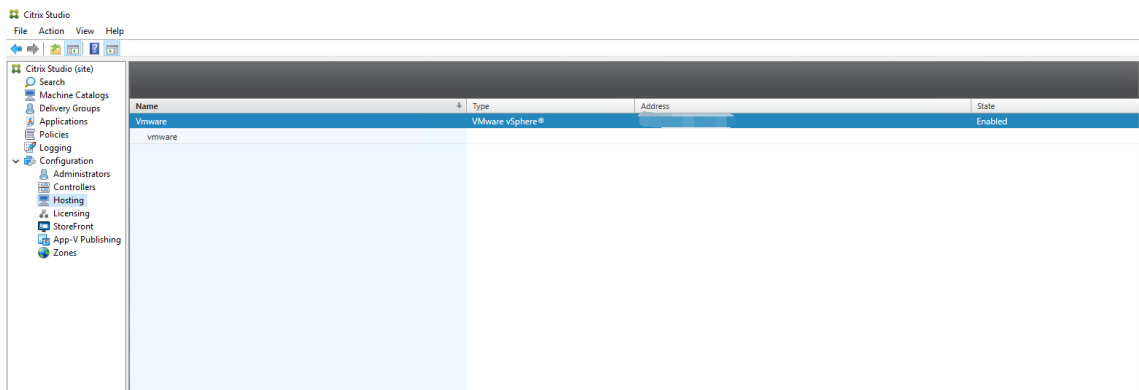 Citrix Studio
File Action View Help
Citrix Studio (site)
Search
Machine Catalogs
Delivery Groups
Applications
Policies
Logging
Configuration
Administrators
Controllers
Hosting
Licensing
StoreFront
App-V Publishing
Zones
Name Type Address State
Vmware VMware vSphere® Enabled
vmware